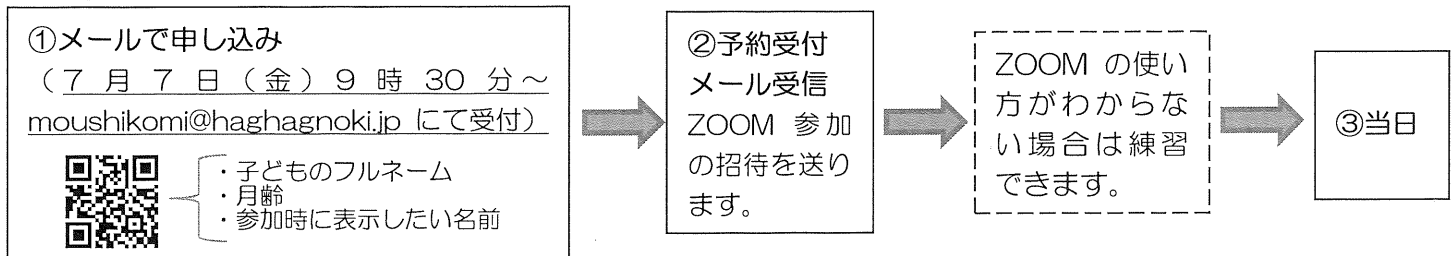 ①メールで申し込み
（7月7日（金）9時30分～
moushikomi@haghagnoki.jp にて受付）
・子どものフルネーム
・月齢
・参加時に表示したい名前
②予約受付
メール受信
ZOOM 参加
の招待を送り
ます。
ZOOM の使い
方がわからな
い場合は練習
できます。
③当日